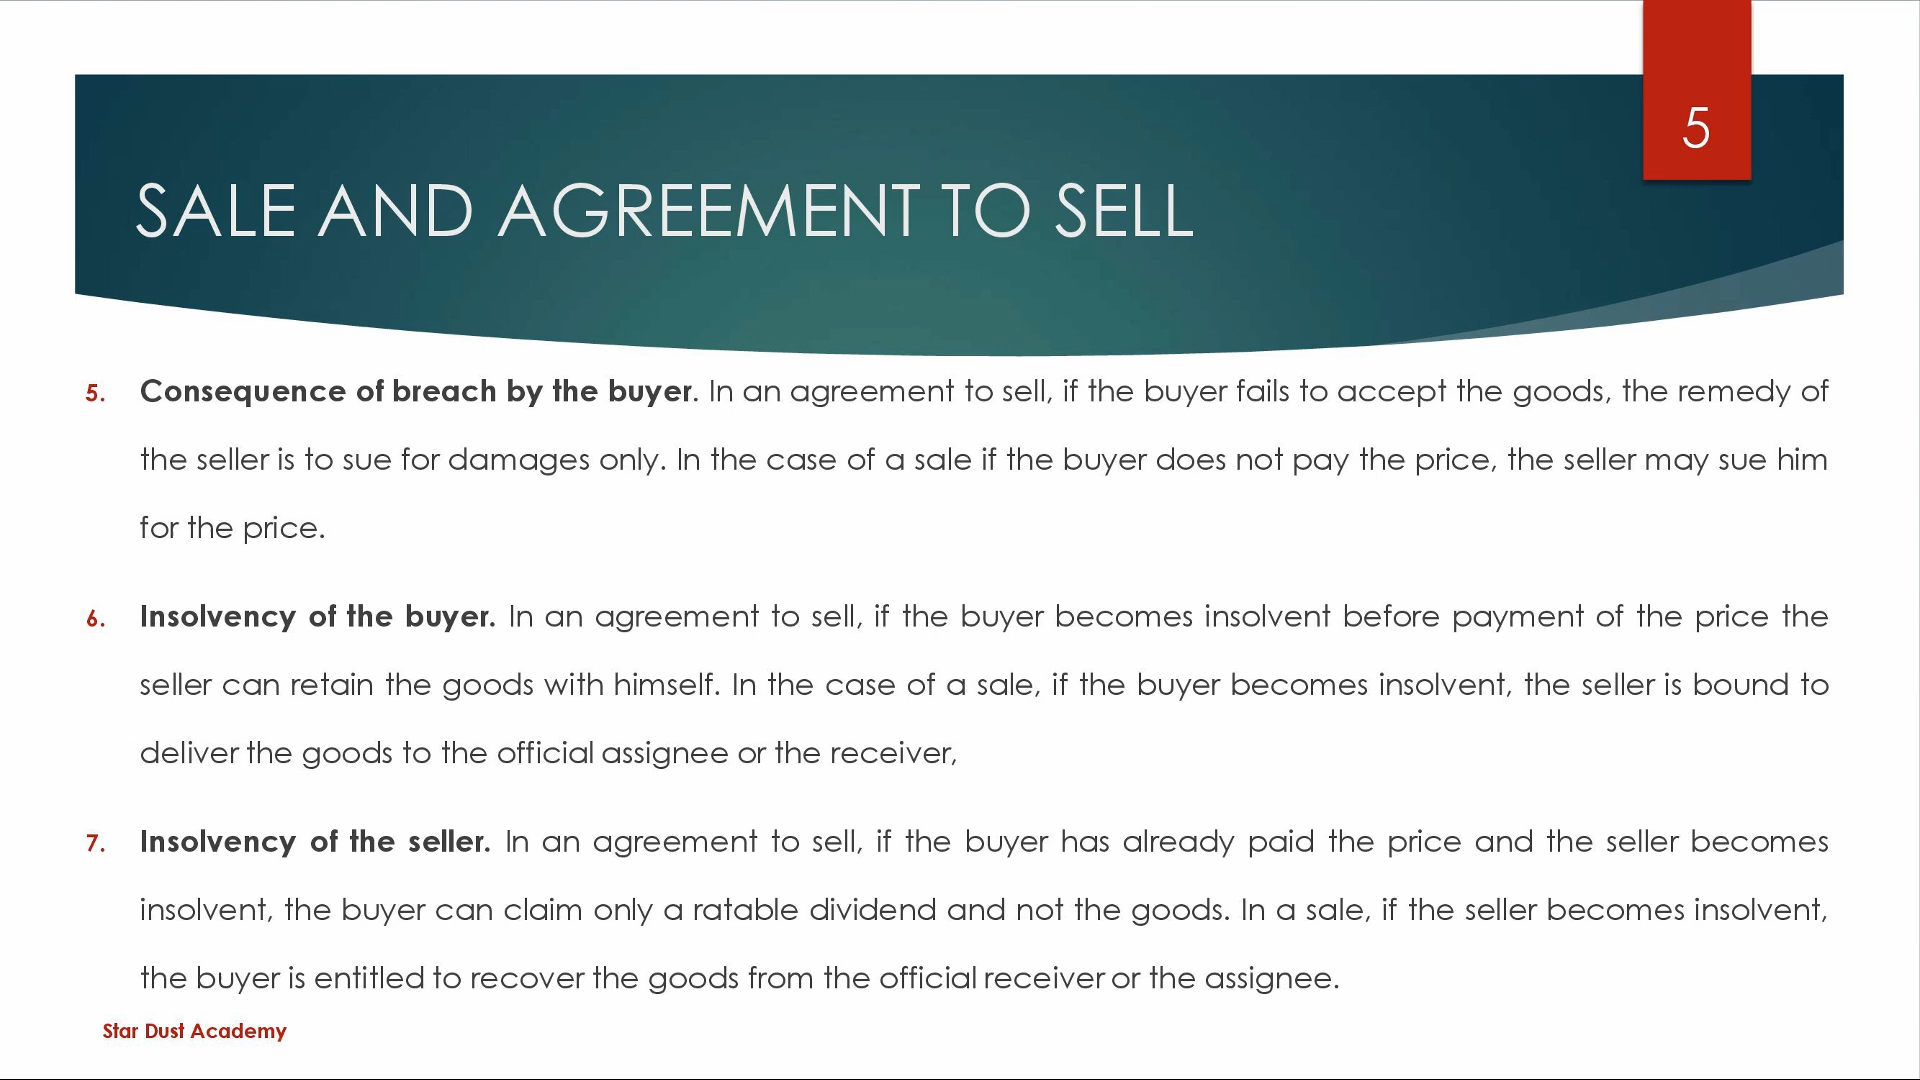 5
SALE AND AGREEMENT TO SELL
5. Consequence of breach by the buyer. In an agreement to sell, if the buyer fails to accept the goods, the remedy of
the seller is to sue for damages only. In the case of a sale if the buyer does not pay the price, the seller may sue him
for the price.
6. Insolvency of the buyer. In an agreement to sell, if the buyer becomes insolvent before payment of the price the
seller can retain the goods with himself. In the case of a sale, if the buyer becomes insolvent, the seller is bound to
deliver the goods to the official assignee or the receiver,
7. Insolvency of the seller. In an agreement to sell, if the buyer has already paid the price and the seller becomes
insolvent, the buyer can claim only a ratable dividend and not the goods. In a sale, if the seller becomes insolvent,
the buyer is entitled to recover the goods from the official receiver or the assignee.
Star Dust Academy